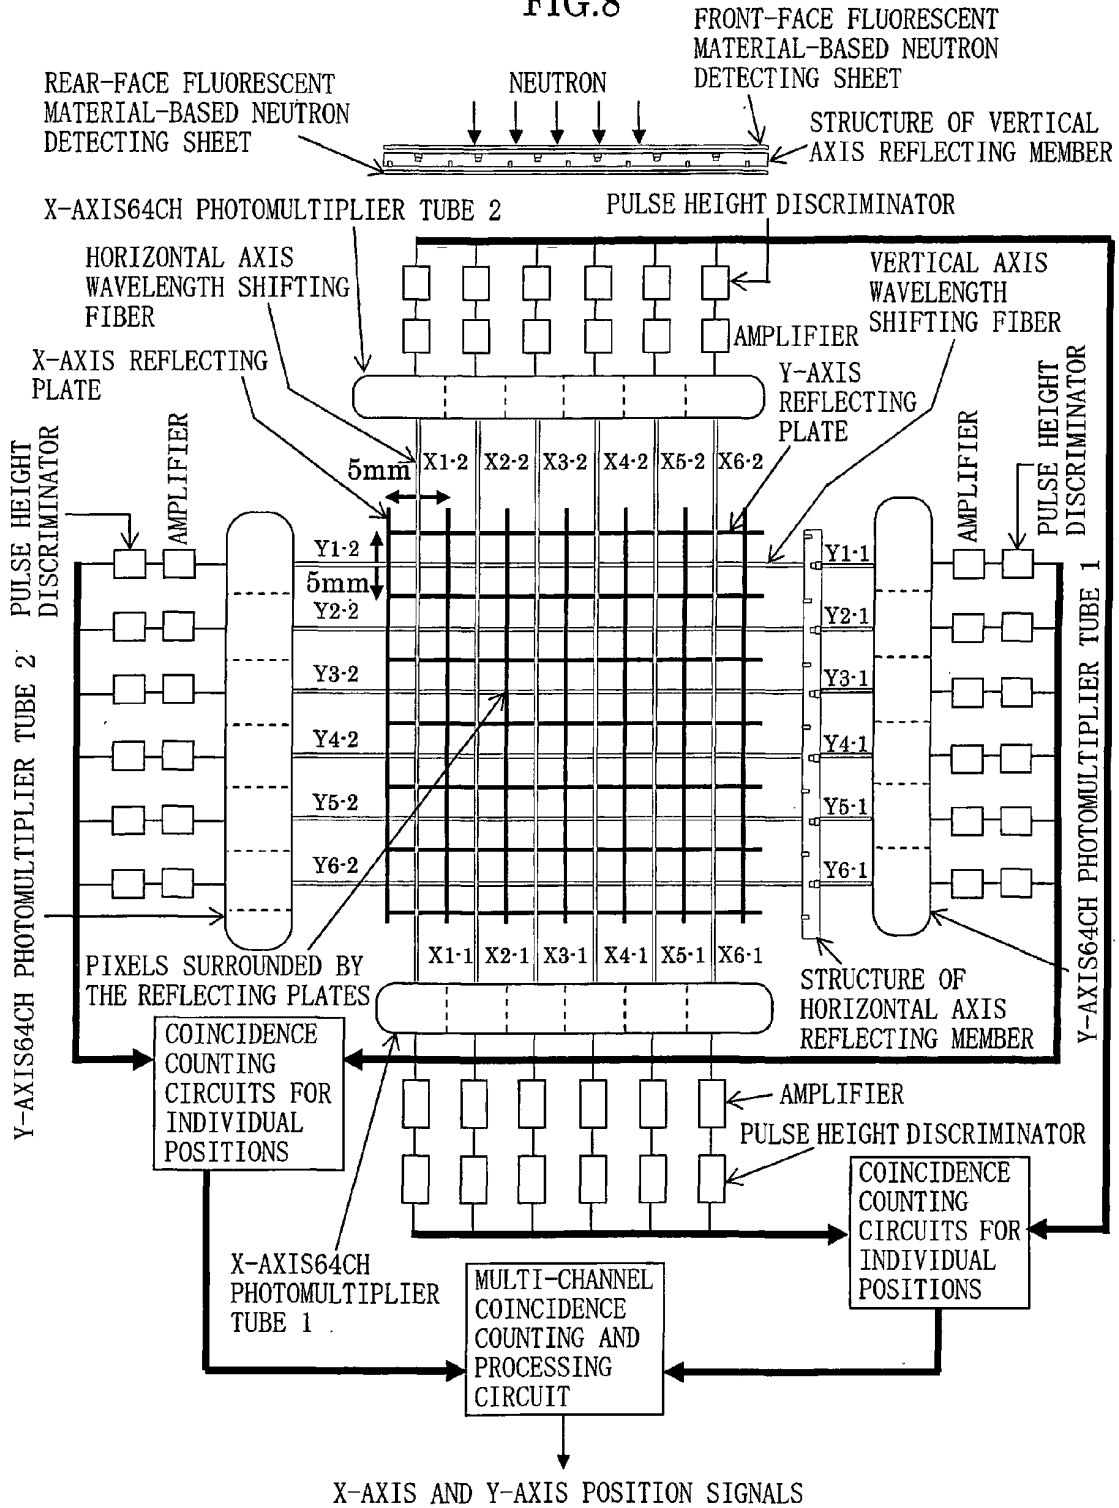 FIG.8
FRONT-FACE FLUORESCENT
MATERIAL-BASED NEUTRON
DETECTING SHEET
REAR-FACE FLUORESCENT
MATERIAL-BASED NEUTRON
DETECTING SHEET
NEUTRON
STRUCTURE OF VERTICAL
AXIS REFLECTING MEMBER
X-AXIS64CH PHOTOMULTIPLIER TUBE 2
PULSE HEIGHT DISCRIMINATOR
HORIZONTAL AXIS
WAVELENGTH SHIFTING
FIBER
VERTICAL AXIS
WAVELENGTH
SHIFTING FIBER
AMPLIFIER
X-AXIS REFLECTING
PLATE
Y-AXIS
REFLECTING
PLATE
PULSE HEIGHT
DISCRIMINATOR
AMPLIFIER
AMPLIFIER
PULSE HEIGHT
DISCRIMINATOR
5mm
X1-2 X2-2 X3-2 X4-2 X5-2 X6-2
Y1-2
5mm
Y2-2
Y3-2
Y4-2
Y5-2
Y6-2
Y1-1
Y2-1
Y3-1
Y4-1
Y5-1
Y6-1
Y-AXIS64CH PHOTOMULTIPLIER TUBE 2
Y-AXIS64CH PHOTOMULTIPLIER TUBE 1
X1-1 X2-1 X3-1 X4-1 X5-1 X6-1
PIXELS SURROUNDED BY
THE REFLECTING PLATES
STRUCTURE OF
HORIZONTAL AXIS
REFLECTING MEMBER
COINCIDENCE
COUNTING
CIRCUITS FOR
INDIVIDUAL
POSITIONS
AMPLIFIER
PULSE HEIGHT DISCRIMINATOR
COINCIDENCE
COUNTING
CIRCUITS FOR
INDIVIDUAL
POSITIONS
X-AXIS64CH
PHOTOMULTIPLIER
TUBE 1
MULTI-CHANNEL
COINCIDENCE
COUNTING AND
PROCESSING
CIRCUIT
X-AXIS AND Y-AXIS POSITION SIGNALS